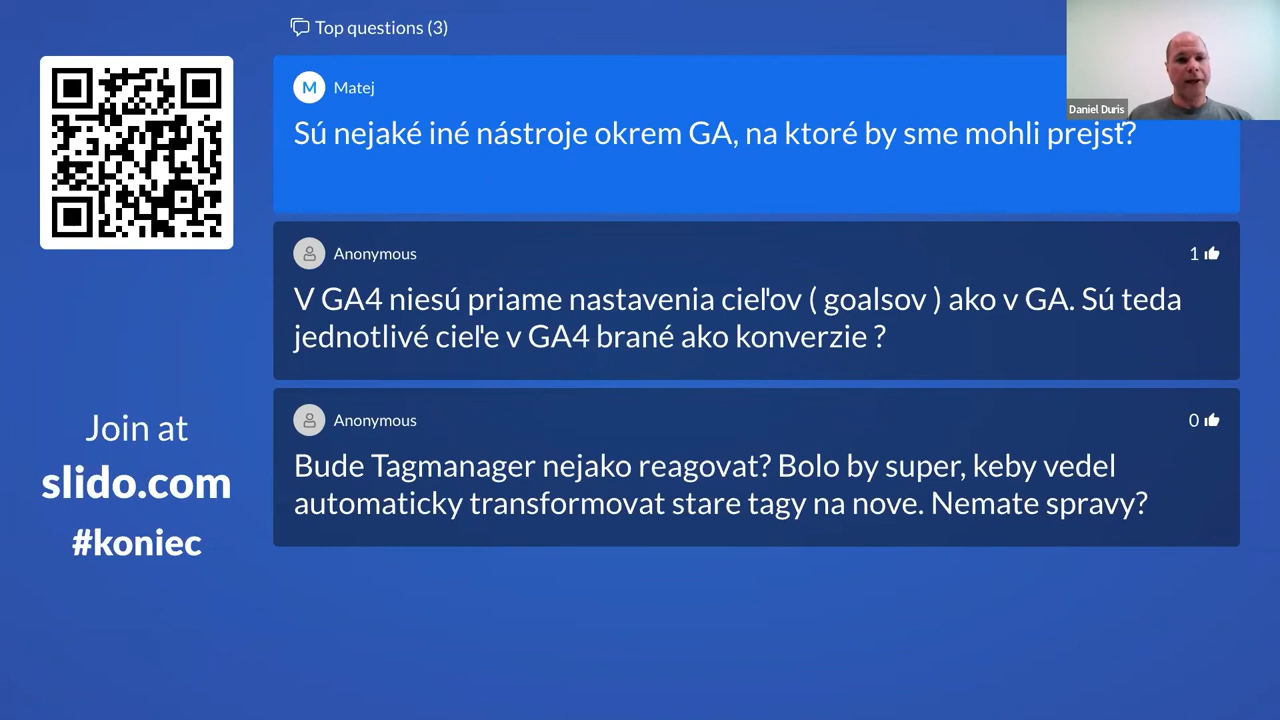 Top questions (3)
Daniel Duris
M
Matej
Sú nejaké iné nástroje okrem GA, na ktoré by sme mohli prejsť?
Anonymous
1
V GA4 niesú priame nastavenia cieľov ( goalsov ) ako v GA. Sú teda
jednotlivé cieľe v GA4 brané ako konverzie ?
Anonymous
0
Bude Tagmanager nejako reagovat? Bolo by super, keby vedel
automaticky transformovat stare tagy na nove. Nemate spravy?
Join at
slido.com
#koniec